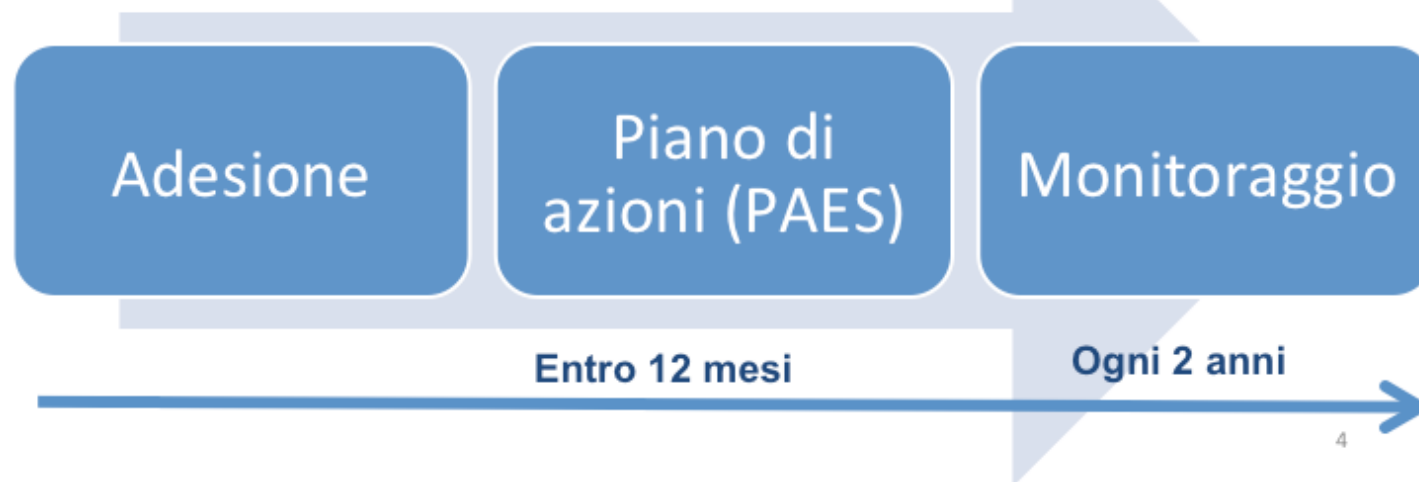 Adesione
Piano di
azioni (PAES)
Monitoraggio
Entro 12 mesi
Ogni 2 anni
4